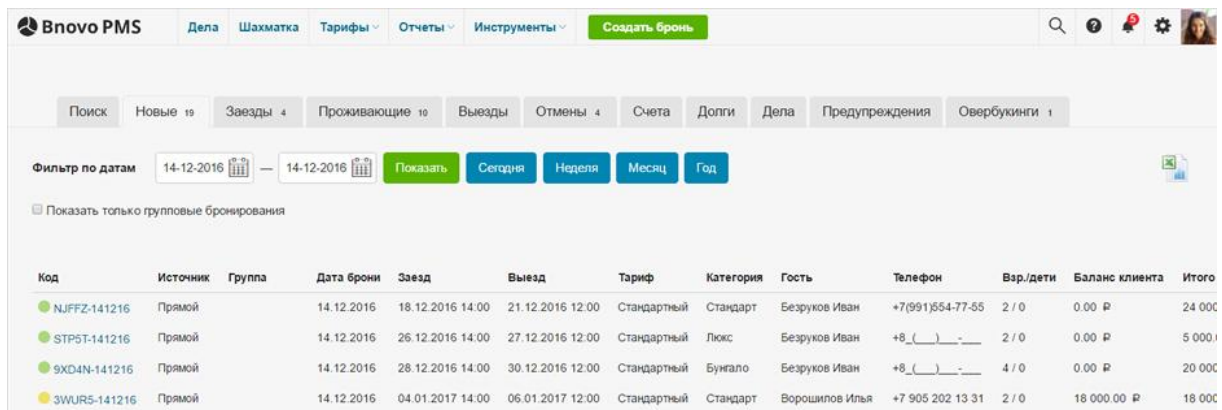 Bnovo PMS Дела Шахматка Тарифы Отчеты Инструменты Создать бронь 5
Поиск Новые 19 Заезды 4 Проживающие 10 Выезды Отмены 4 Счета Долги Дела Предупреждения Овербукинги 1
Фильтр по датам 14-12-2016 — 14-12-2016 Показать Сегодня Неделя Месяц Год
Показать только групповые бронирования
Код Источник Группа Дата брони Заезд Выезд Тариф Категория Гость Телефон Взр./дети Баланс клиента Итого
NJFFZ-141216 Прямой 14.12.2016 18.12.2016 14:00 21.12.2016 12:00 Стандартный Стандарт Безруков Иван +7(991)554-77-55 2 / 0 0.00 ₽ 24 000
STP5T-141216 Прямой 14.12.2016 26.12.2016 14:00 27.12.2016 12:00 Стандартный Люкс Безруков Иван +8_(___)___-___ 2 / 0 0.00 ₽ 5 000.
9XD4N-141216 Прямой 14.12.2016 28.12.2016 14:00 30.12.2016 12:00 Стандартный Бунгало Безруков Иван +8_(___)___-___ 4 / 0 0.00 ₽ 20 000
3WUR5-141216 Прямой 14.12.2016 04.01.2017 14:00 06.01.2017 12:00 Стандартный Стандарт Ворошилов Илья +7 905 202 13 31 2 / 0 18 000.00 ₽ 18 000